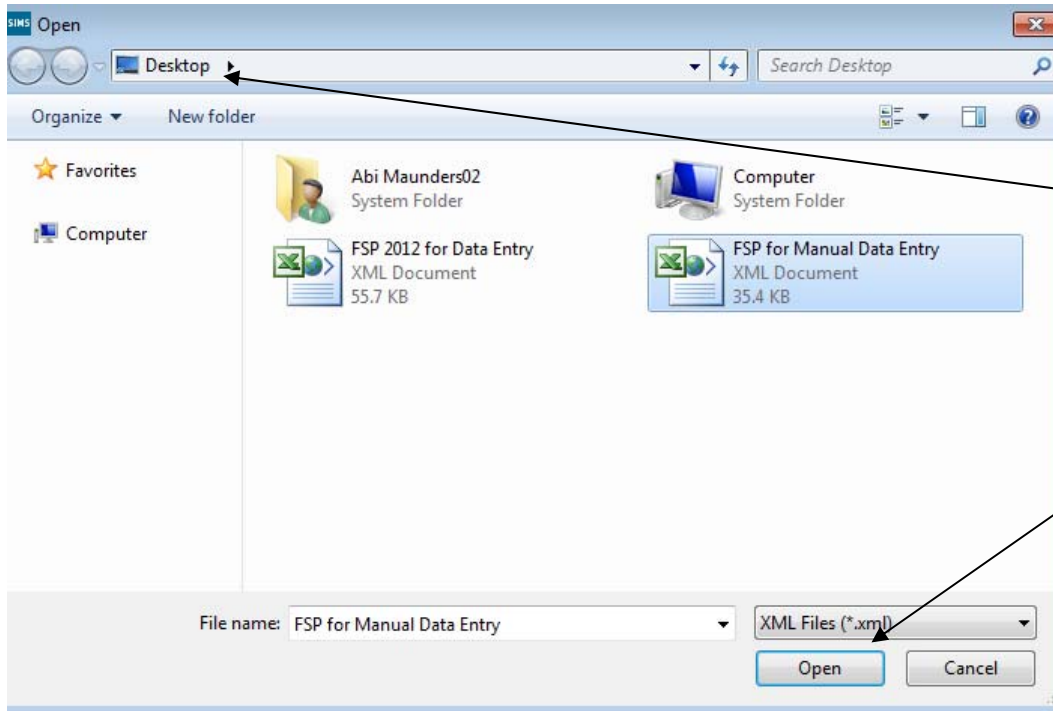 SIMS Open
Desktop
Search Desktop
Organize
New folder
Favorites
Computer
Abi Maunders02
System Folder
Computer
System Folder
FSP 2012 for Data Entry
XML Document
55.7 KB
FSP for Manual Data Entry
XML Document
35.4 KB
File name: FSP for Manual Data Entry
XML Files (*.xml)
Open
Cancel